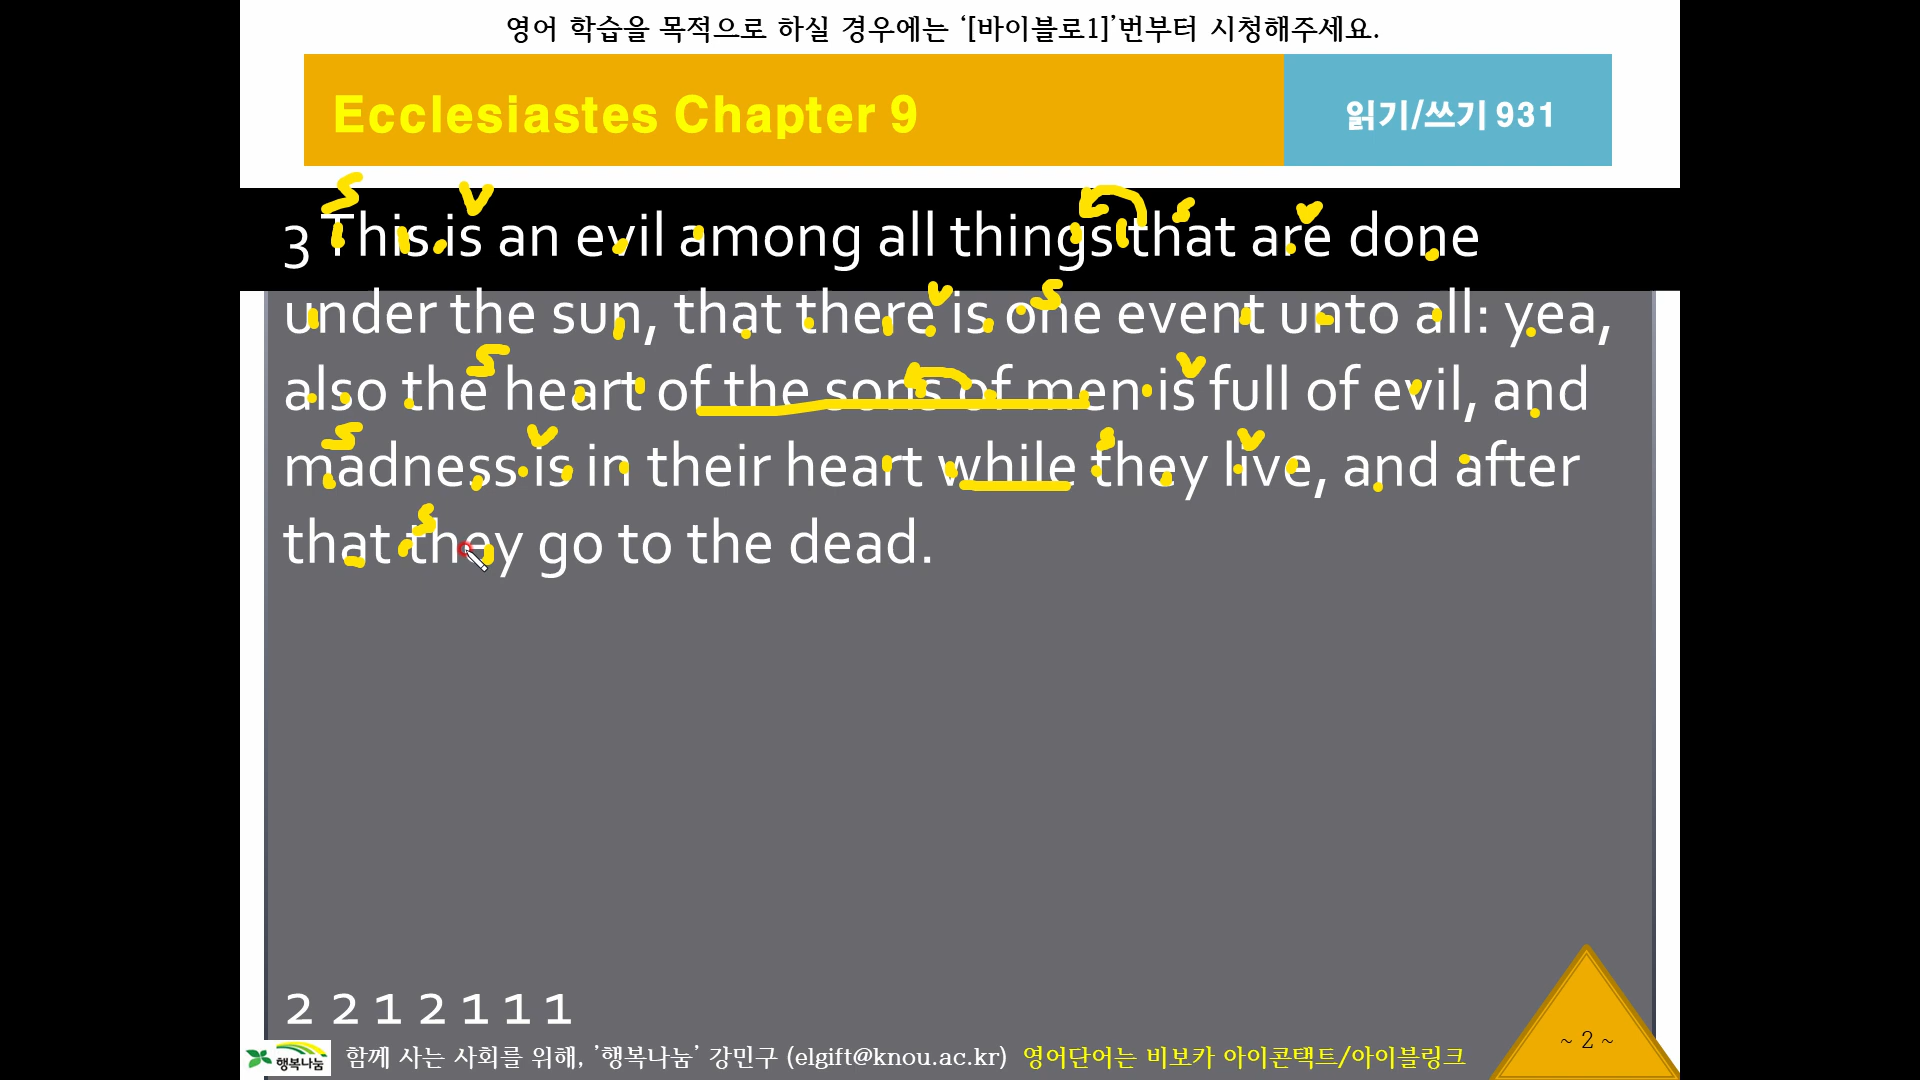 영어 학습을 목적으로 하실 경우에는 ‘[바이블로1]’번부터 시청해주세요.
Ecclesiastes Chapter 9
읽기/쓰기 931
3 This is an evil among all things that are done
under the sun, that there is one event unto all: yea,
also the heart of the sons of men is full of evil, and
madness is in their heart while they live, and after
that they go to the dead.
2 2 1 2 1 1 1
~ 2 ~
행복나눔 함께 사는 사회를 위해, ’행복나눔’ 강민구 (elgift@knou.ac.kr) 영어단어는 비보카 아이콘택트/아이블링크